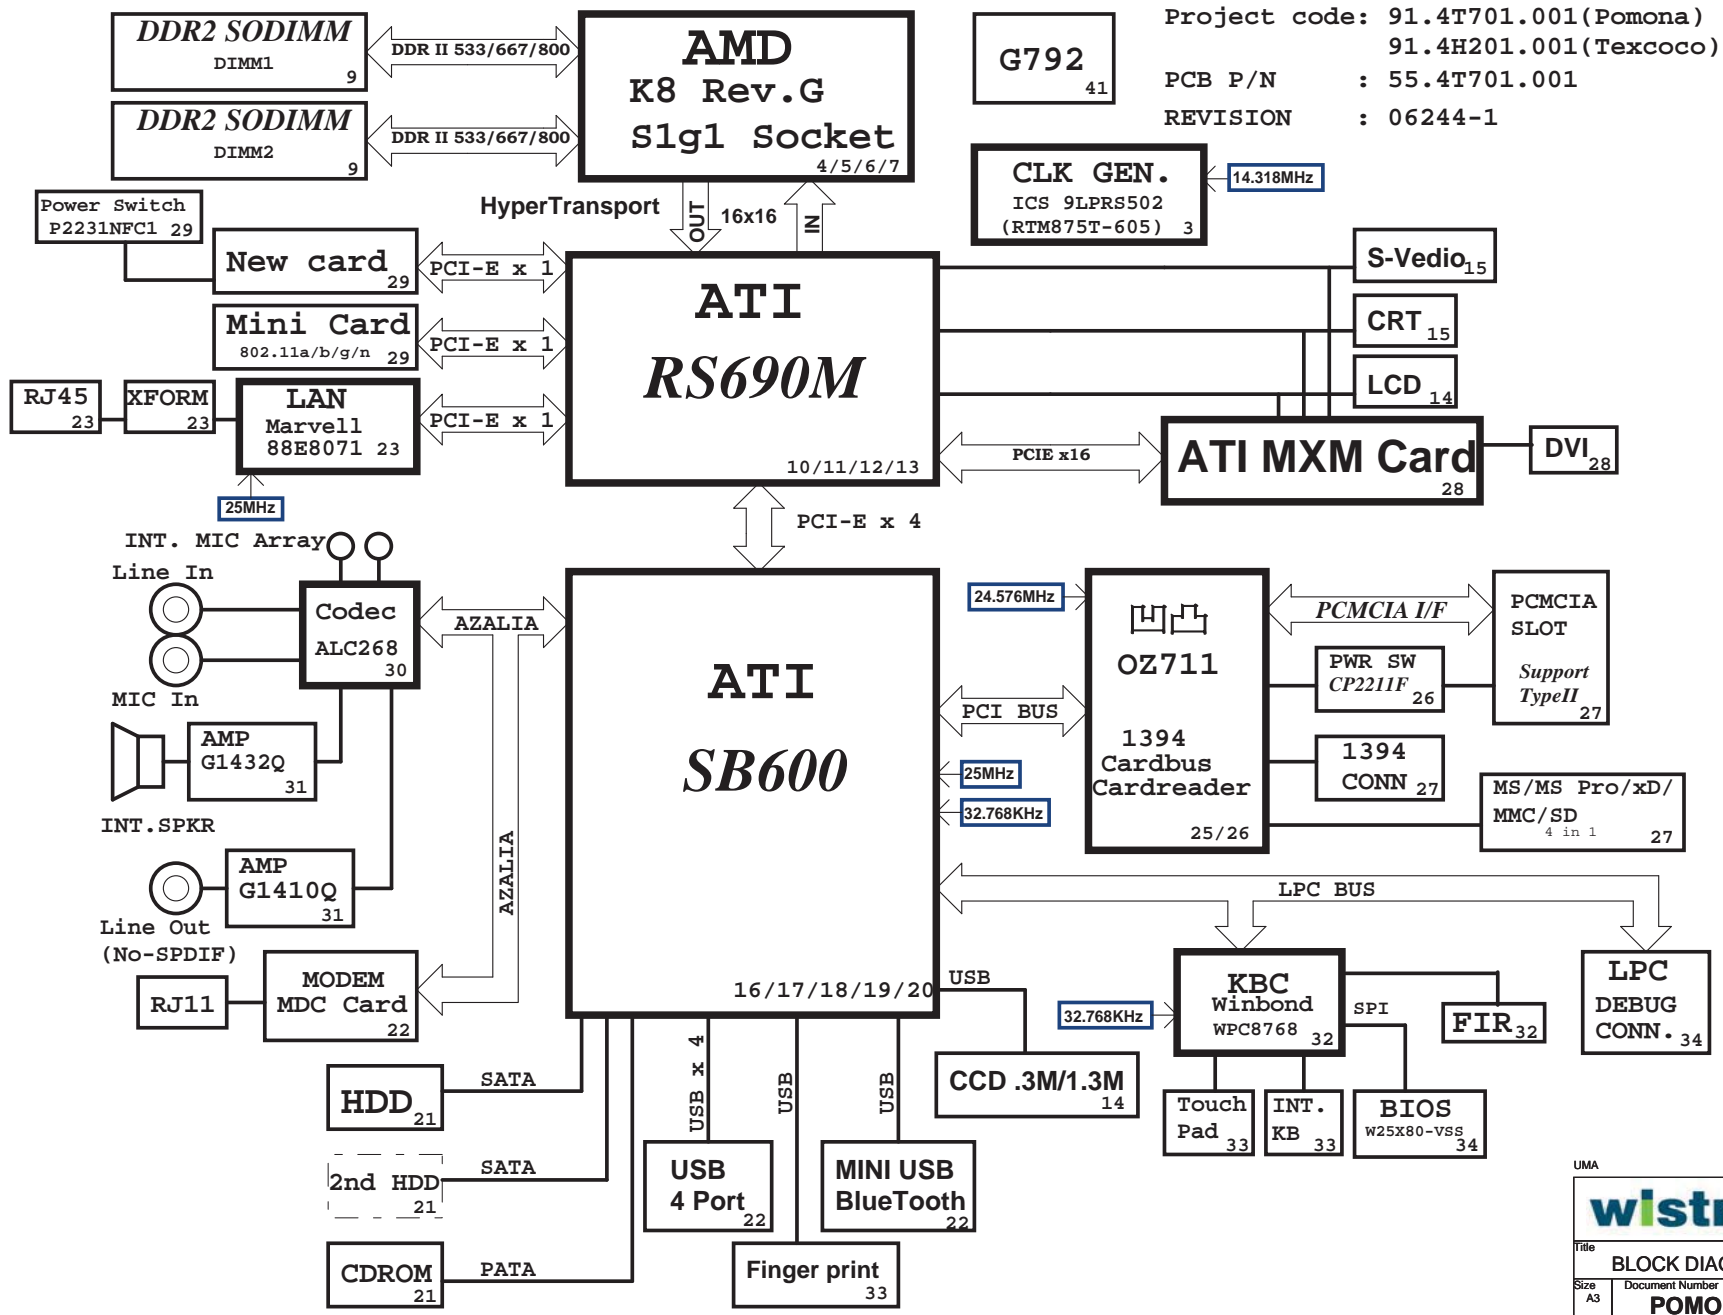 DDR2 SODIMM
DIMM1
9
DDR II 533/667/800
AMD
K8 Rev.G
S1g1 Socket
4/5/6/7
G792
41
Project code: 91.4T701.001(Pomona)
91.4H201.001(Texcoco)
PCB P/N : 55.4T701.001
REVISION : 06244-1
DDR2 SODIMM
DIMM2
9
DDR II 533/667/800
CLK GEN.
ICS 9LPRS502
(RTM875T-605) 3
14.318MHz
Power Switch
P2231NFC1 29
HyperTransport
OUT
16x16
IN
New card
29
PCI-E x 1
Mini Card
802.11a/b/g/n 29
PCI-E x 1
RJ45
23
XFORM
23
LAN
Marvell
88E8071 23
PCI-E x 1
25MHz
ATI
RS690M
10/11/12/13
S-Vedio
15
CRT
15
LCD
14
PCIE x16
ATI MXM Card
28
DVI
28
PCI-E x 4
INT. MIC Array
Line In
Codec
ALC268
30
MIC In
AZALIA
AMP
G1432Q
31
INT.SPKR
AMP
G1410Q
31
Line Out
(No-SPDIF)
AZALIA
RJ11
MODEM
MDC Card
22
ATI
SB600
16/17/18/19/20
24.576MHz
PCI BUS
25MHz
32.768KHz
OZ711
1394
Cardbus
Cardreader
25/26
PCMCIA I/F
PCMCIA
SLOT
Support
TypeII
27
PWR SW
CP2211F
26
1394
CONN
27
MS/MS Pro/xD/
MMC/SD
4 in 1
27
LPC BUS
USB
CCD .3M/1.3M
14
32.768KHz
KBC
Winbond
WPC8768
32
SPI
FIR
32
LPC
DEBUG
CONN.
34
Touch
Pad
33
INT.
KB
33
BIOS
W25X80-VSS
34
HDD
21
SATA
2nd HDD
21
SATA
CDROM
21
PATA
USB x 4
USB
USB
USB
4 Port
22
MINI USB
BlueTooth
22
Finger print
33
UMA
wistr
Title
BLOCK DIAG
Size
A3
Document Number
POMO